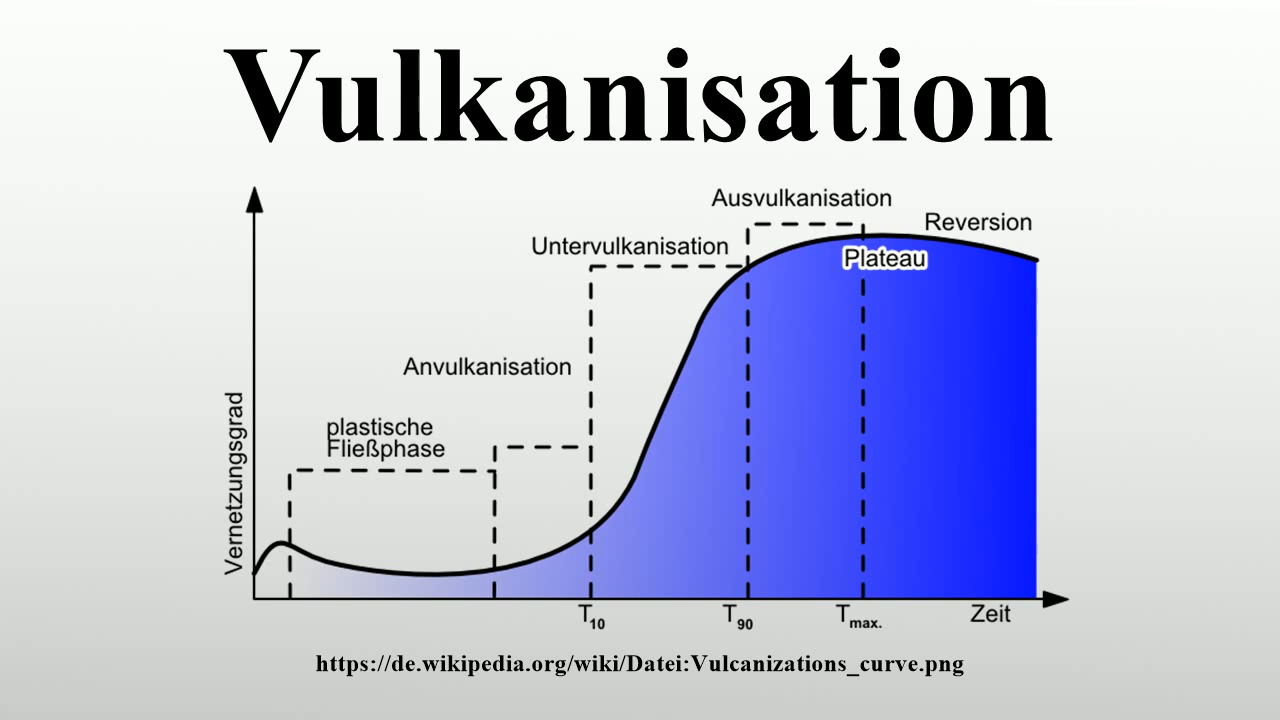 Vulkanisation
Ausvulkanisation
Reversion
Untervulkanisation
Plateau
Anvulkanisation
plastische
Fließphase
Vernetzungsgrad
T10
T90
Tmax.
Zeit
https://de.wikipedia.org/wiki/Datei:Vulcanizations_curve.png